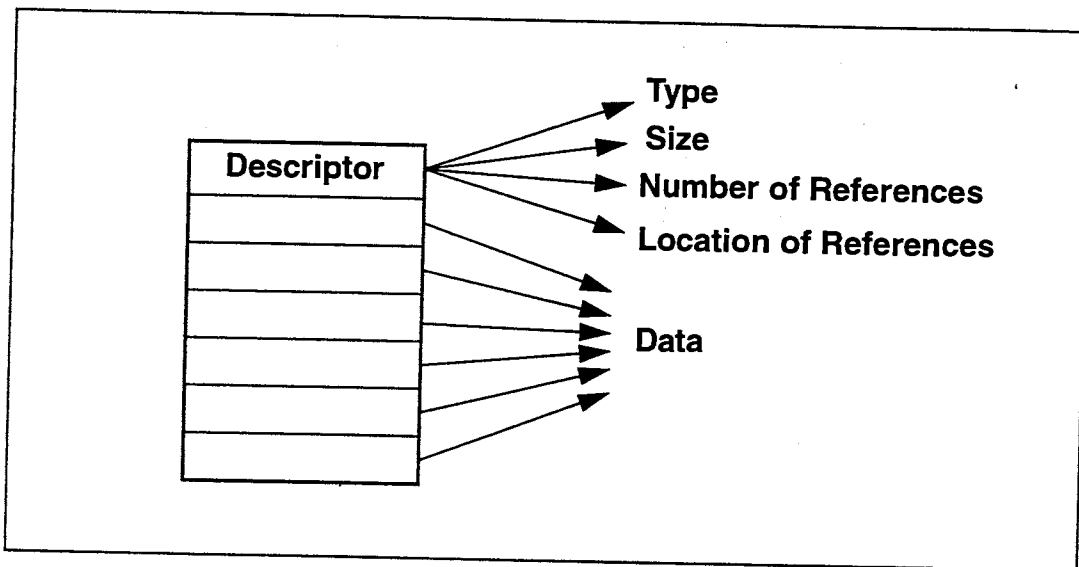 Type
Size
Descriptor
Number of References
Location of References
Data